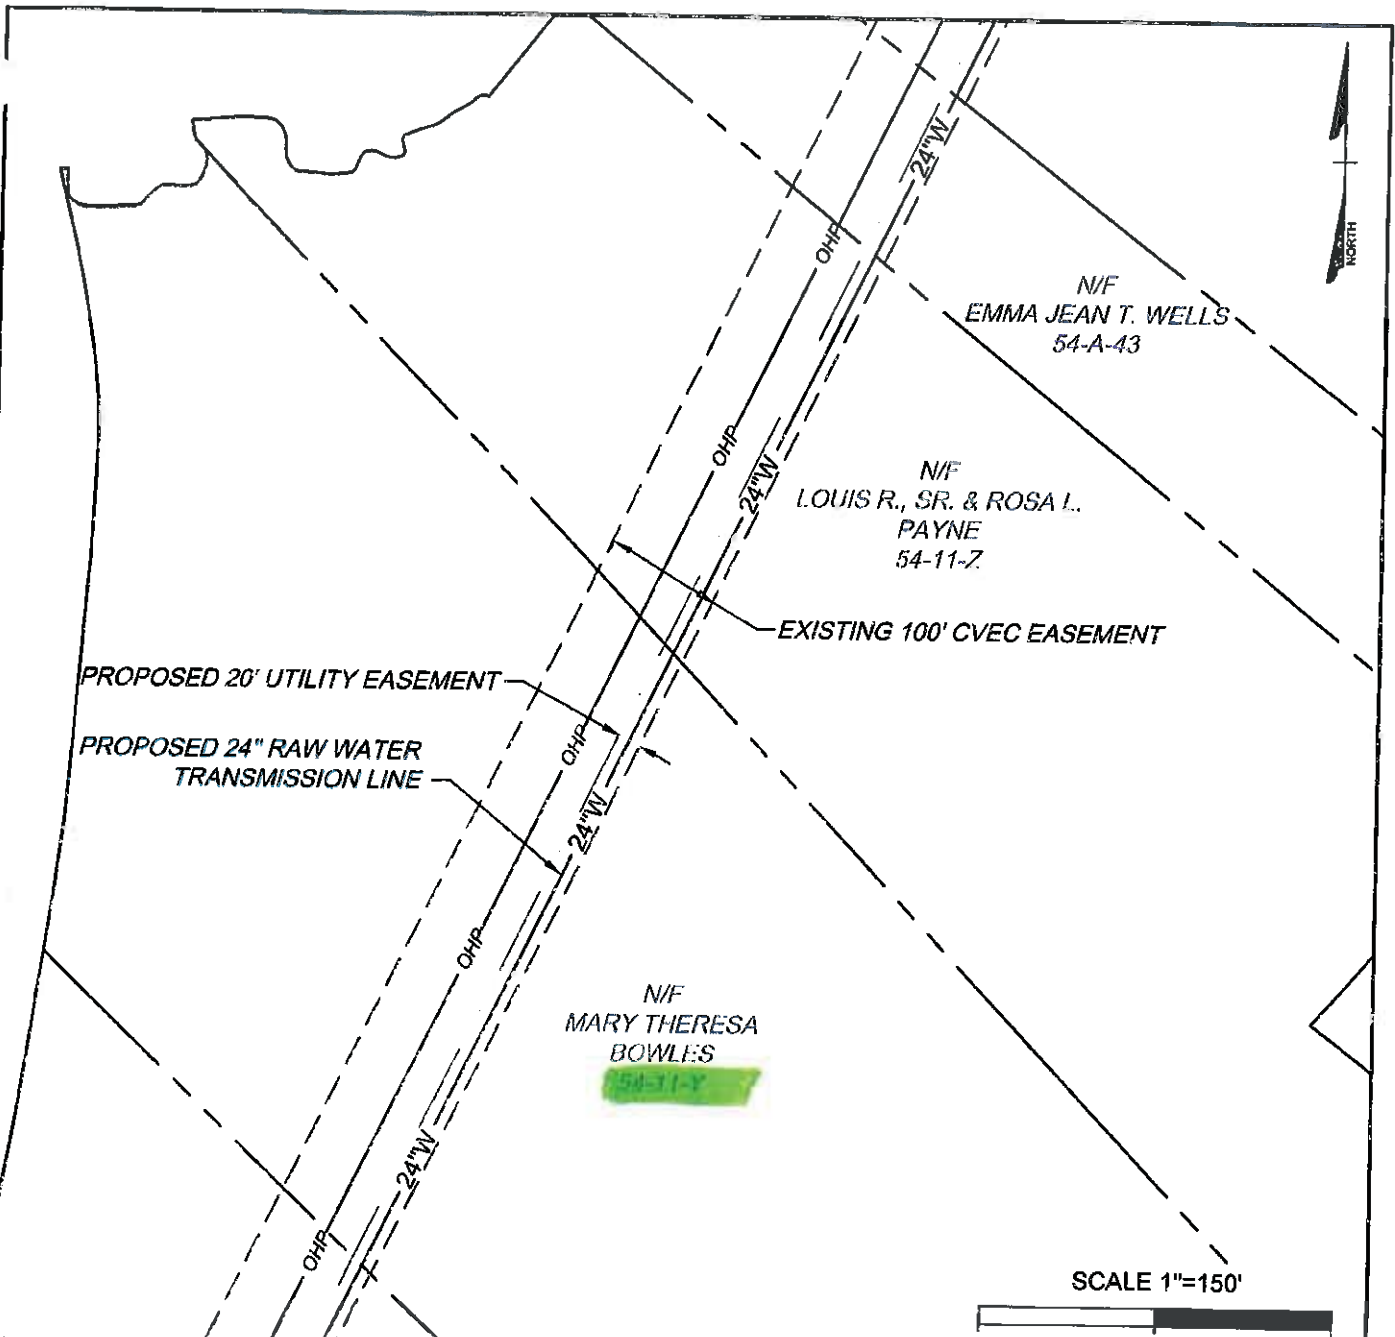 NORTH
24"W
OHP
N/F
EMMA JEAN T. WELLS
54-A-43
OHP
N/F
LOUIS R., SR. & ROSA L.
PAYNE
54-11-Z
24"W
EXISTING 100' CVEC EASEMENT
PROPOSED 20' UTILITY EASEMENT
PROPOSED 24" RAW WATER
TRANSMISSION LINE
OHP
24"W
OHP
N/F
MARY THERESA
BOWLES
54-11-Y
24"W
OHP
SCALE 1"=150'